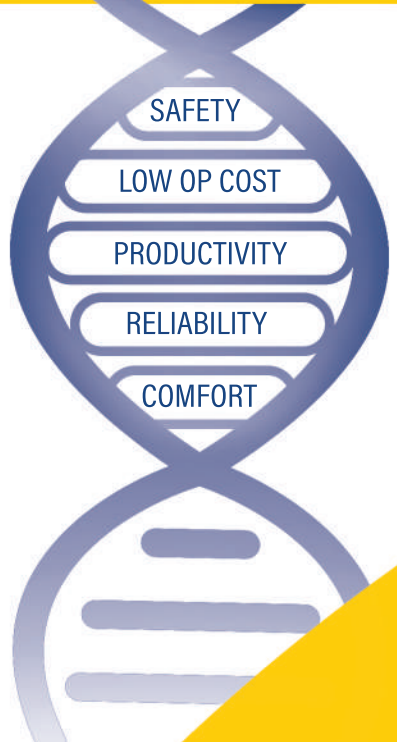 SAFETY
LOW OP COST
PRODUCTIVITY
RELIABILITY
COMFORT